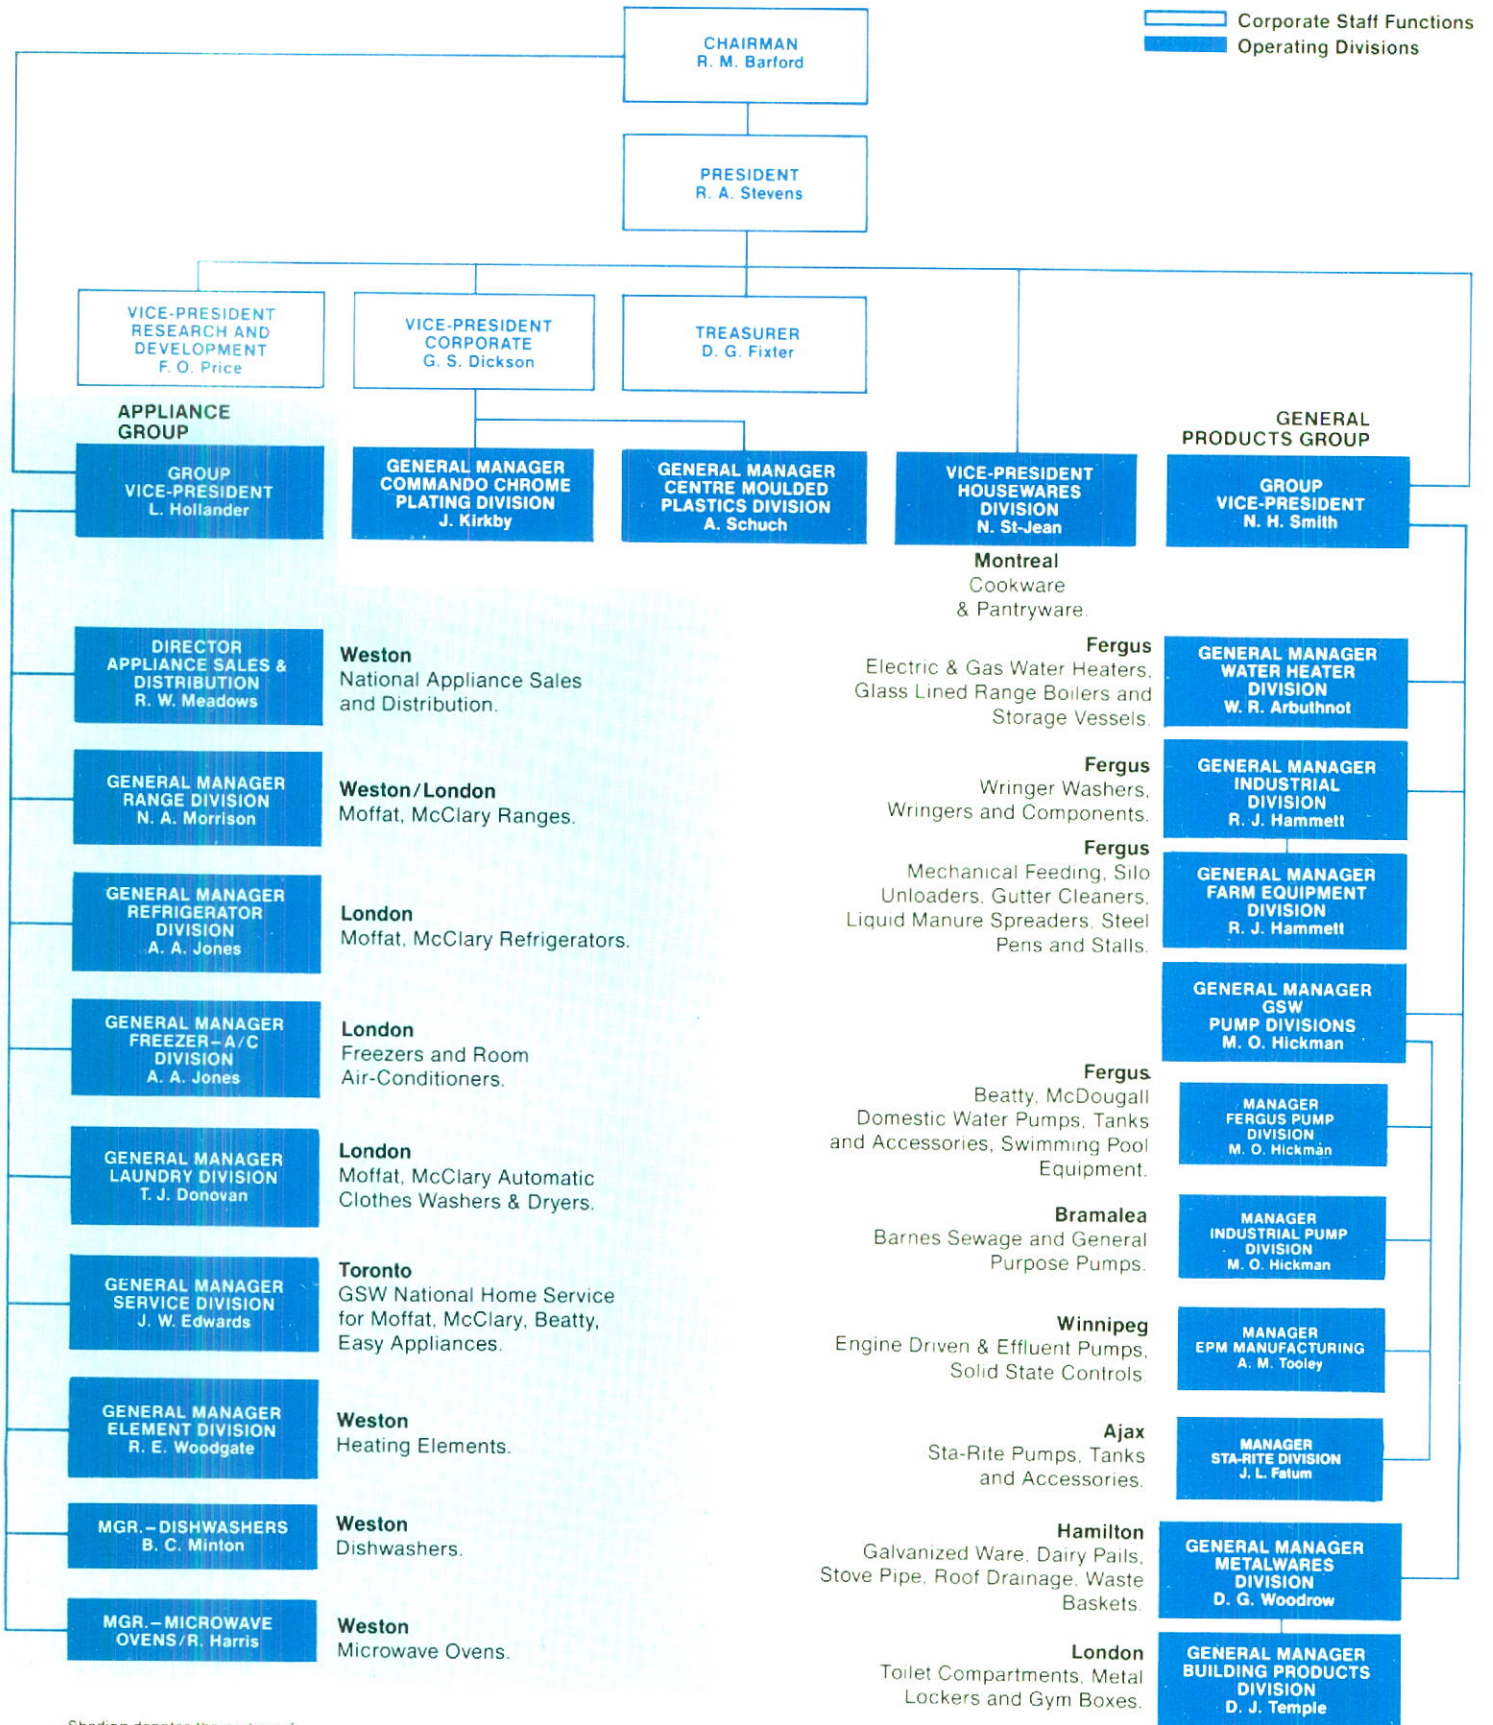 Corporate Staff Functions
Operating Divisions
CHAIRMAN
R. M. Barford
PRESIDENT
R. A. Stevens
VICE-PRESIDENT
RESEARCH AND
DEVELOPMENT
F. O. Price
VICE-PRESIDENT
CORPORATE
G. S. Dickson
TREASURER
D. G. Fixter
APPLIANCE
GROUP
GROUP
VICE-PRESIDENT
L. Hollander
GENERAL MANAGER
COMMANDO CHROME
PLATING DIVISION
J. Kirkby
GENERAL MANAGER
CENTRE MOULDED
PLASTICS DIVISION
A. Schuch
VICE-PRESIDENT
HOUSEWARES
DIVISION
N. St-Jean
Montreal
Cookware
& Pantryware.
GENERAL
PRODUCTS GROUP
GROUP
VICE-PRESIDENT
N. H. Smith
DIRECTOR
APPLIANCE SALES &
DISTRIBUTION
R. W. Meadows
Weston
National Appliance Sales
and Distribution.
GENERAL MANAGER
RANGE DIVISION
N. A. Morrison
Weston/London
Moffat, McClary Ranges.
GENERAL MANAGER
REFRIGERATOR
DIVISION
A. A. Jones
London
Moffat, McClary Refrigerators.
GENERAL MANAGER
FREEZER–A/C
DIVISION
A. A. Jones
London
Freezers and Room
Air-Conditioners.
GENERAL MANAGER
LAUNDRY DIVISION
T. J. Donovan
London
Moffat, McClary Automatic
Clothes Washers & Dryers.
GENERAL MANAGER
SERVICE DIVISION
J. W. Edwards
Toronto
GSW National Home Service
for Moffat, McClary, Beatty,
Easy Appliances.
GENERAL MANAGER
ELEMENT DIVISION
R. E. Woodgate
Weston
Heating Elements.
MGR.–DISHWASHERS
B. C. Minton
Weston
Dishwashers.
MGR.–MICROWAVE
OVENS/R. Harris
Weston
Microwave Ovens.
Fergus
Electric & Gas Water Heaters,
Glass Lined Range Boilers and
Storage Vessels.
GENERAL MANAGER
WATER HEATER
DIVISION
W. R. Arbuthnot
Fergus
Wringer Washers,
Wringers and Components.
GENERAL MANAGER
INDUSTRIAL
DIVISION
R. J. Hammett
Fergus
Mechanical Feeding, Silo
Unloaders, Gutter Cleaners,
Liquid Manure Spreaders, Steel
Pens and Stalls.
GENERAL MANAGER
FARM EQUIPMENT
DIVISION
R. J. Hammett
GENERAL MANAGER
GSW
PUMP DIVISIONS
M. O. Hickman
Fergus
Beatty, McDougall
Domestic Water Pumps, Tanks
and Accessories, Swimming Pool
Equipment.
MANAGER
FERGUS PUMP
DIVISION
M. O. Hickman
Bramalea
Barnes Sewage and General
Purpose Pumps.
MANAGER
INDUSTRIAL PUMP
DIVISION
M. O. Hickman
Winnipeg
Engine Driven & Effluent Pumps,
Solid State Controls.
MANAGER
EPM MANUFACTURING
A. M. Tooley
Ajax
Sta-Rite Pumps, Tanks
and Accessories.
MANAGER
STA-RITE DIVISION
J. L. Fatum
Hamilton
Galvanized Ware, Dairy Pails,
Stove Pipe, Roof Drainage, Waste
Baskets.
GENERAL MANAGER
METALWARES
DIVISION
D. G. Woodrow
London
Toilet Compartments, Metal
Lockers and Gym Boxes.
GENERAL MANAGER
BUILDING PRODUCTS
DIVISION
D. J. Temple